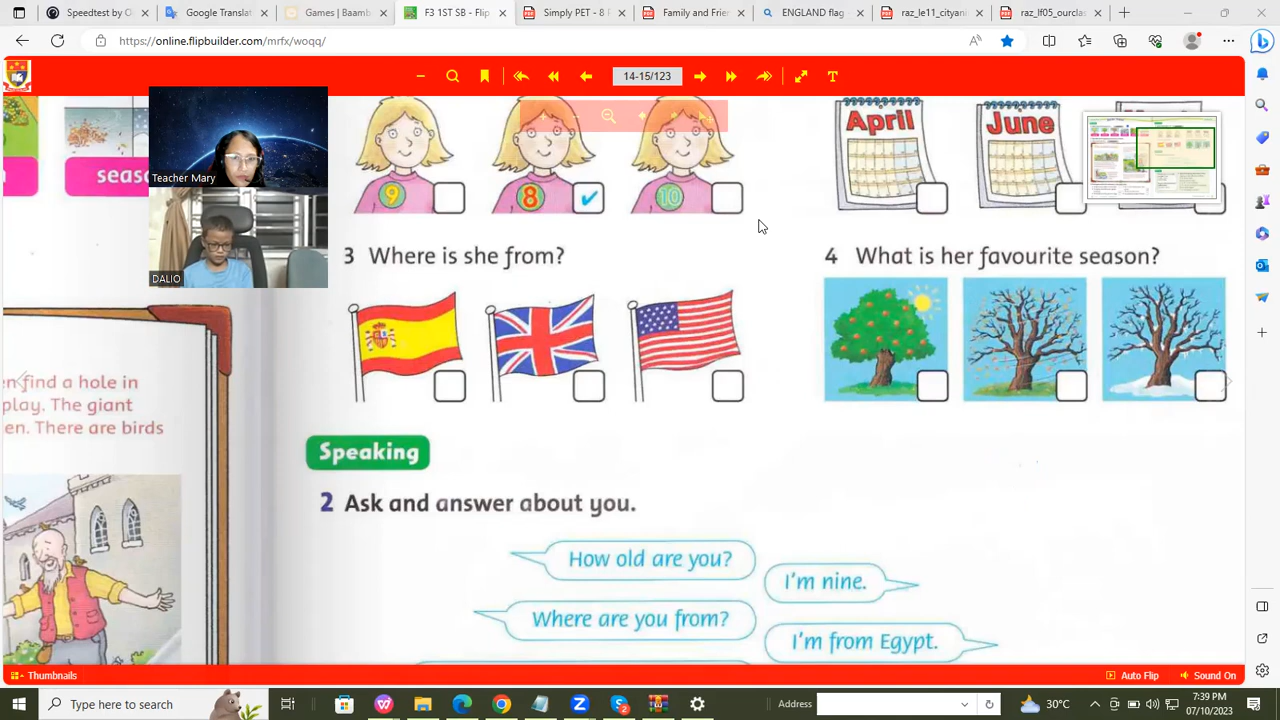 Speedtest by O
Google Translat
Games | Baamb
F3 1ST SB - Flip
Simply PET - 8
Family and Frie
ENGLAND flag
raz_le11_cityani
raz_lf05_ourclas
https://online.flipbuilder.com/mrfx/woqq/
14-15/123
T
April
June
seaso
Teacher Mary
DALIO
9
8
10
3 Where is she from?
4 What is her favourite season?
en find a hole in
play. The giant
en. There are birds
Speaking
2 Ask and answer about you.
How old are you?
I'm nine.
Where are you from?
I'm from Egypt.
Thumbnails
Auto Flip
Sound On
Type here to search
Address
30°C
7:39 PM
07/10/2023